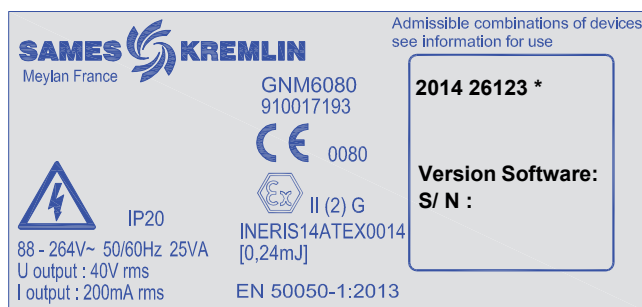 SAMES KREMLIN
Meylan France
GNM6080
910017193
CE 0080
Ex II (2) G
INERIS14ATEX0014
[0,24mJ]
EN 50050-1:2013
IP20
88 - 264V~ 50/60Hz 25VA
U output : 40V rms
I output : 200mA rms
Admissible combinations of devices
see information for use
2014 26123 *
Version Software:
S/ N :